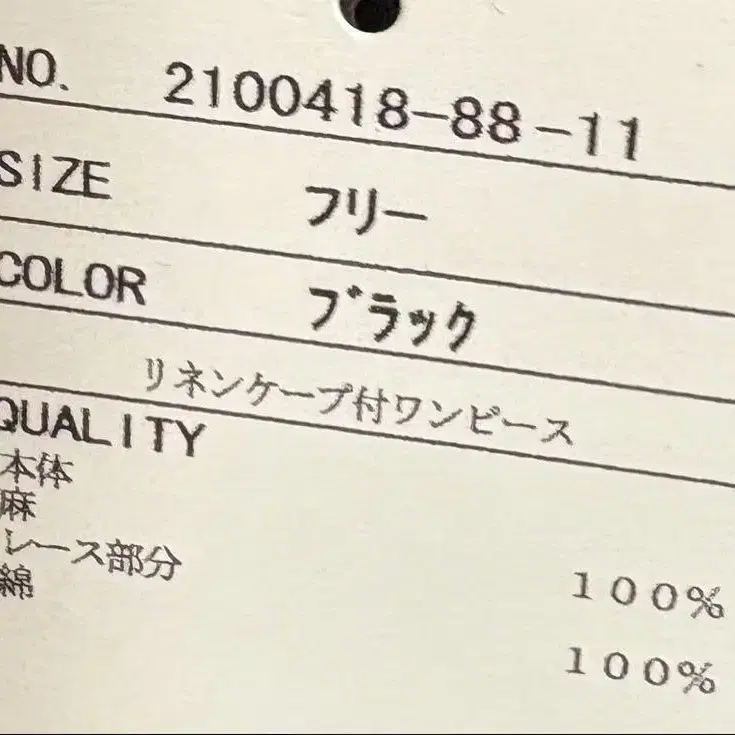 NO. 2100418-88-11
SIZE フリー
COLOR ブラック
リネンケープ付ワンピース
QUALITY
本体
麻 100%
レース部分
綿 100%